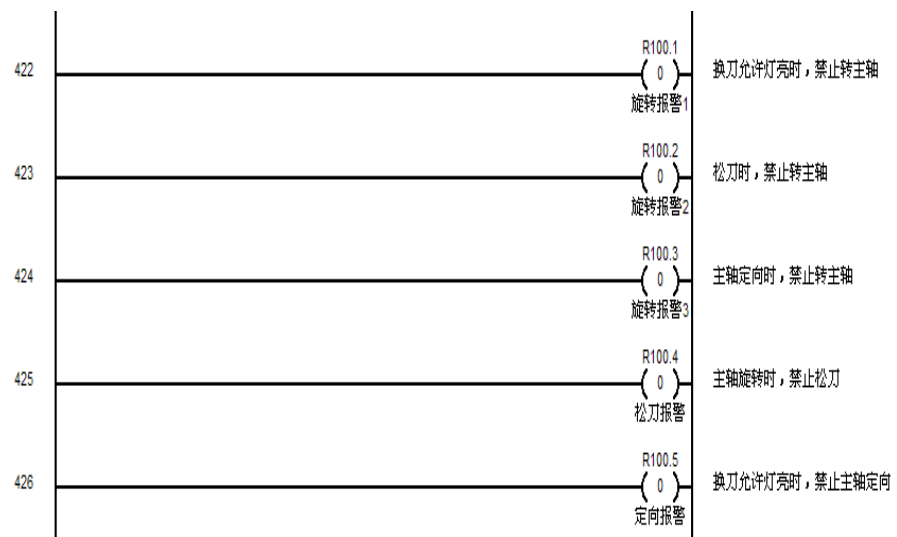 R100.1
422
0
换刀允许灯亮时，禁止转主轴
旋转报警1
R100.2
423
0
松刀时，禁止转主轴
旋转报警2
R100.3
424
0
主轴定向时，禁止转主轴
旋转报警3
R100.4
425
0
主轴旋转时，禁止松刀
松刀报警
R100.5
426
0
换刀允许灯亮时，禁止主轴定向
定向报警